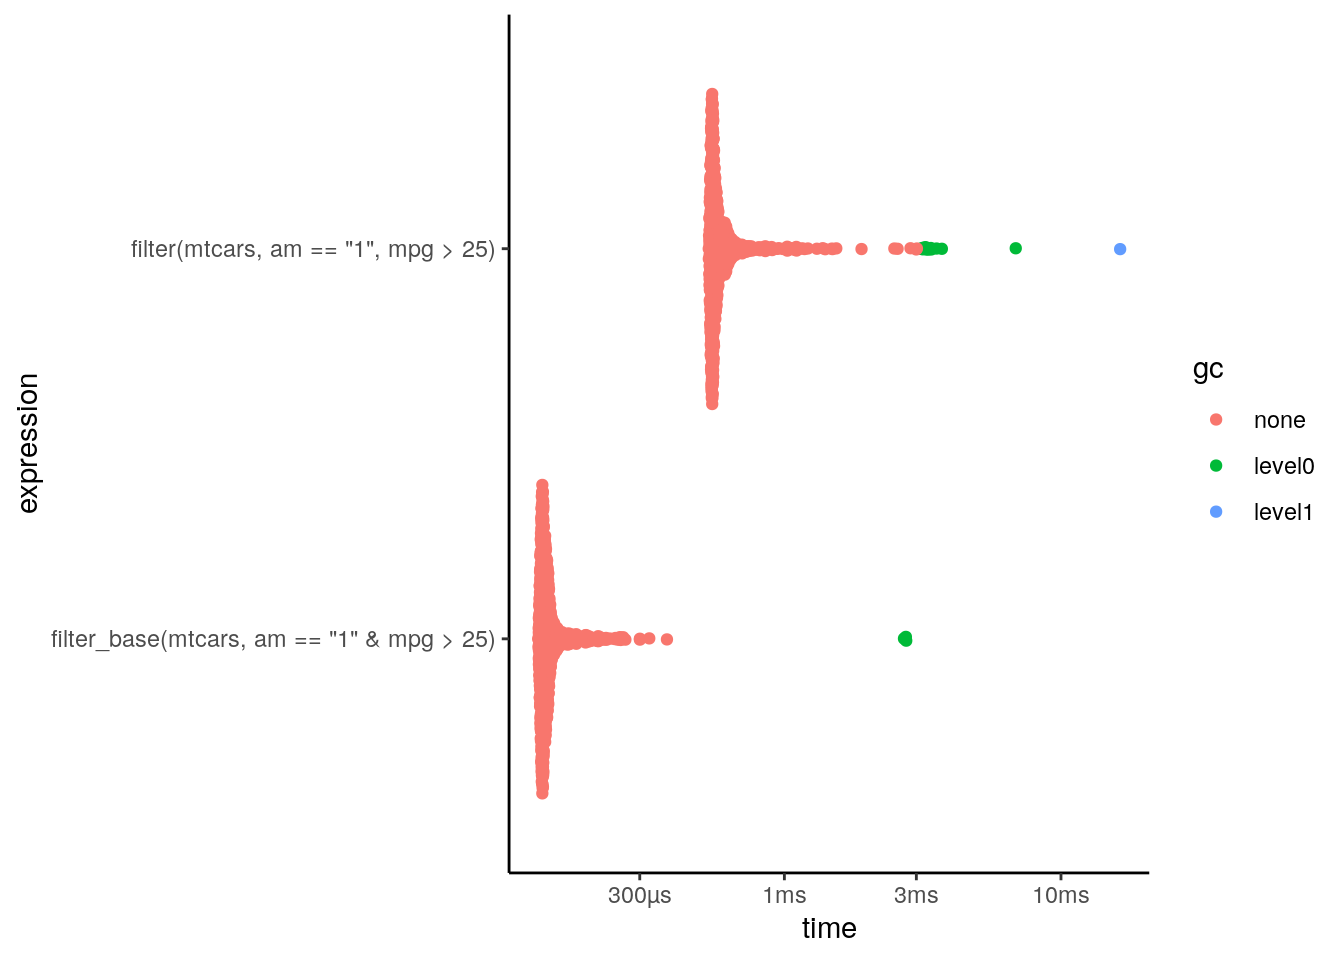 filter(mtcars, am == "1", mpg > 25)
filter_base(mtcars, am == "1" & mpg > 25)
expression
300µs
1ms
3ms
10ms
time
gc
none
level0
level1